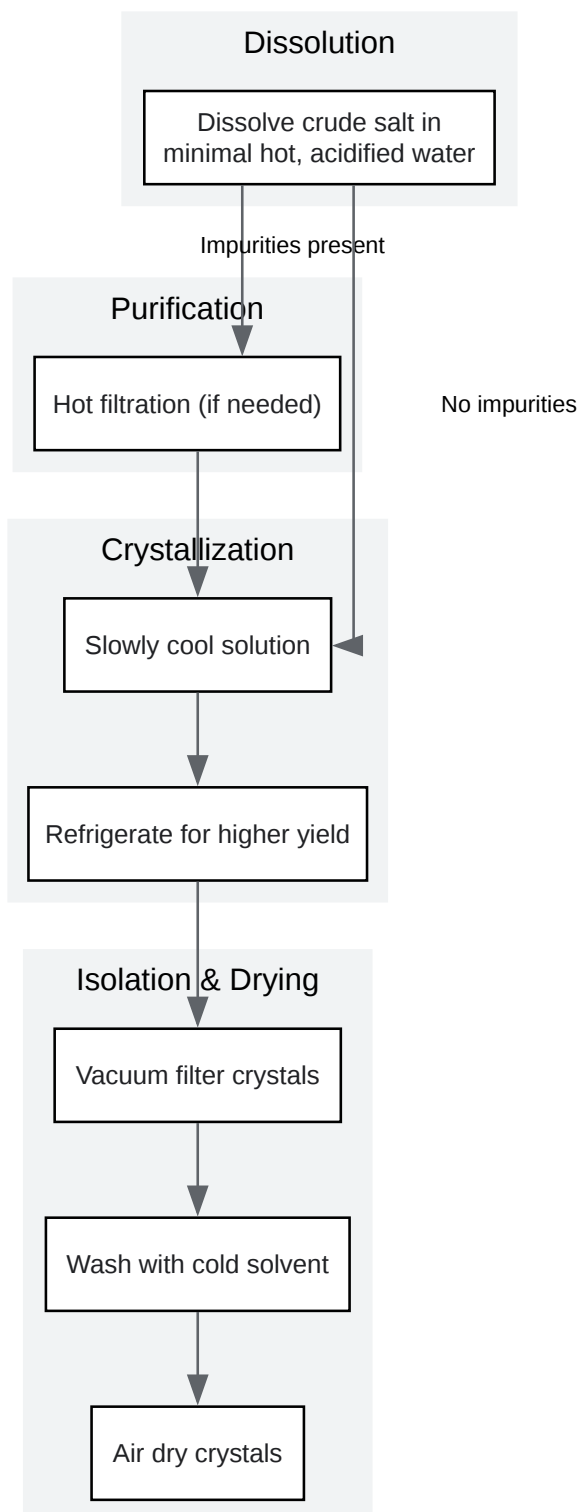 Dissolution
Dissolve crude salt in
minimal hot, acidified water
Impurities present
Purification
Hot filtration (if needed)
No impurities
Crystallization
Slowly cool solution
Refrigerate for higher yield
Isolation & Drying
Vacuum filter crystals
Wash with cold solvent
Air dry crystals